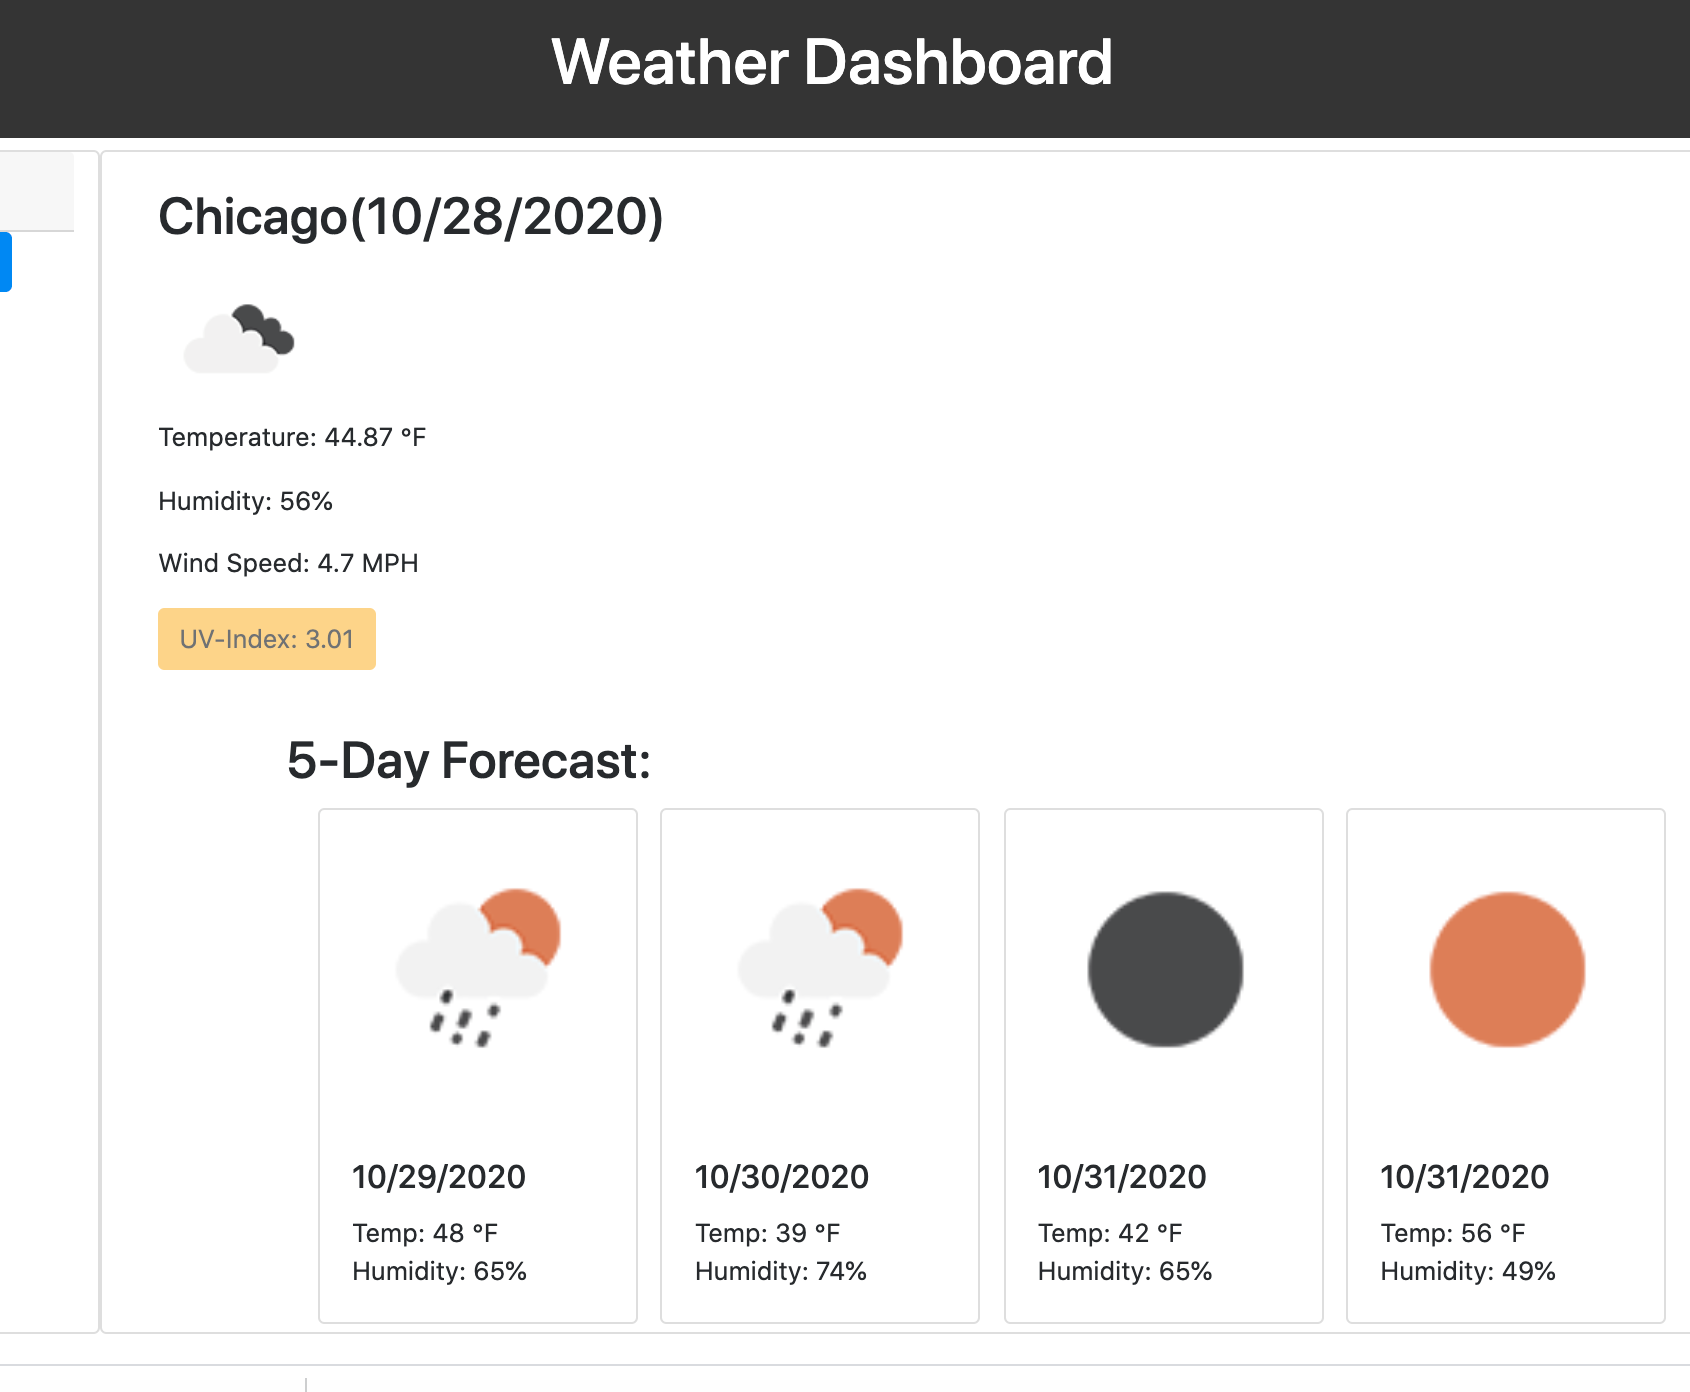 Weather Dashboard
Chicago(10/28/2020)
Temperature: 44.87 °F
Humidity: 56%
Wind Speed: 4.7 MPH
UV-Index: 3.01
5-Day Forecast:
10/29/2020
Temp: 48 °F
Humidity: 65%
10/30/2020
Temp: 39 °F
Humidity: 74%
10/31/2020
Temp: 42 °F
Humidity: 65%
10/31/2020
Temp: 56 °F
Humidity: 49%